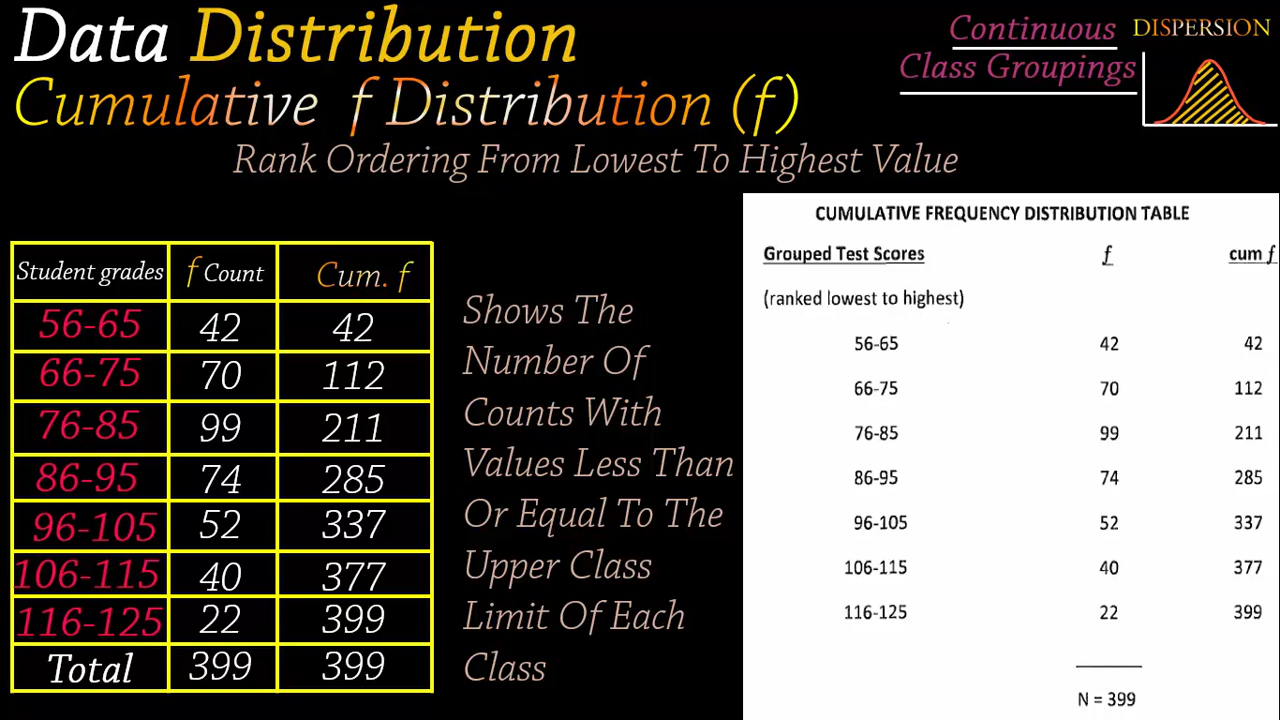 Data Distribution
Cumulative f Distribution (f)
Rank Ordering From Lowest To Highest Value
Continuous
Class Groupings
DISPERSION
Student grades f Count Cum. f
56-65 42 42
66-75 70 112
76-85 99 211
86-95 74 285
96-105 52 337
106-115 40 377
116-125 22 399
Total 399 399
Shows The
Number Of
Counts With
Values Less Than
Or Equal To The
Upper Class
Limit Of Each
Class
CUMULATIVE FREQUENCY DISTRIBUTION TABLE
Grouped Test Scores f cum f
(ranked lowest to highest)
56-65 42 42
66-75 70 112
76-85 99 211
86-95 74 285
96-105 52 337
106-115 40 377
116-125 22 399
N = 399